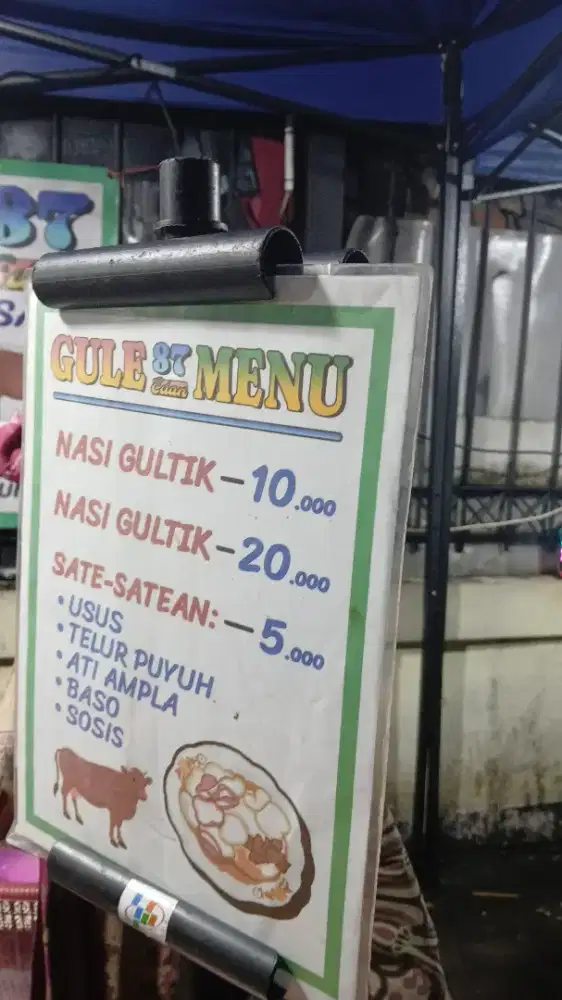 87
GULE 87 Edan MENU
NASI GULTIK - 10.000
NASI GULTIK - 20.000
SATE-SATEAN: - 5.000
• USUS
• TELUR PUYUH
• ATI AMPLA
• BASO
• SOSIS